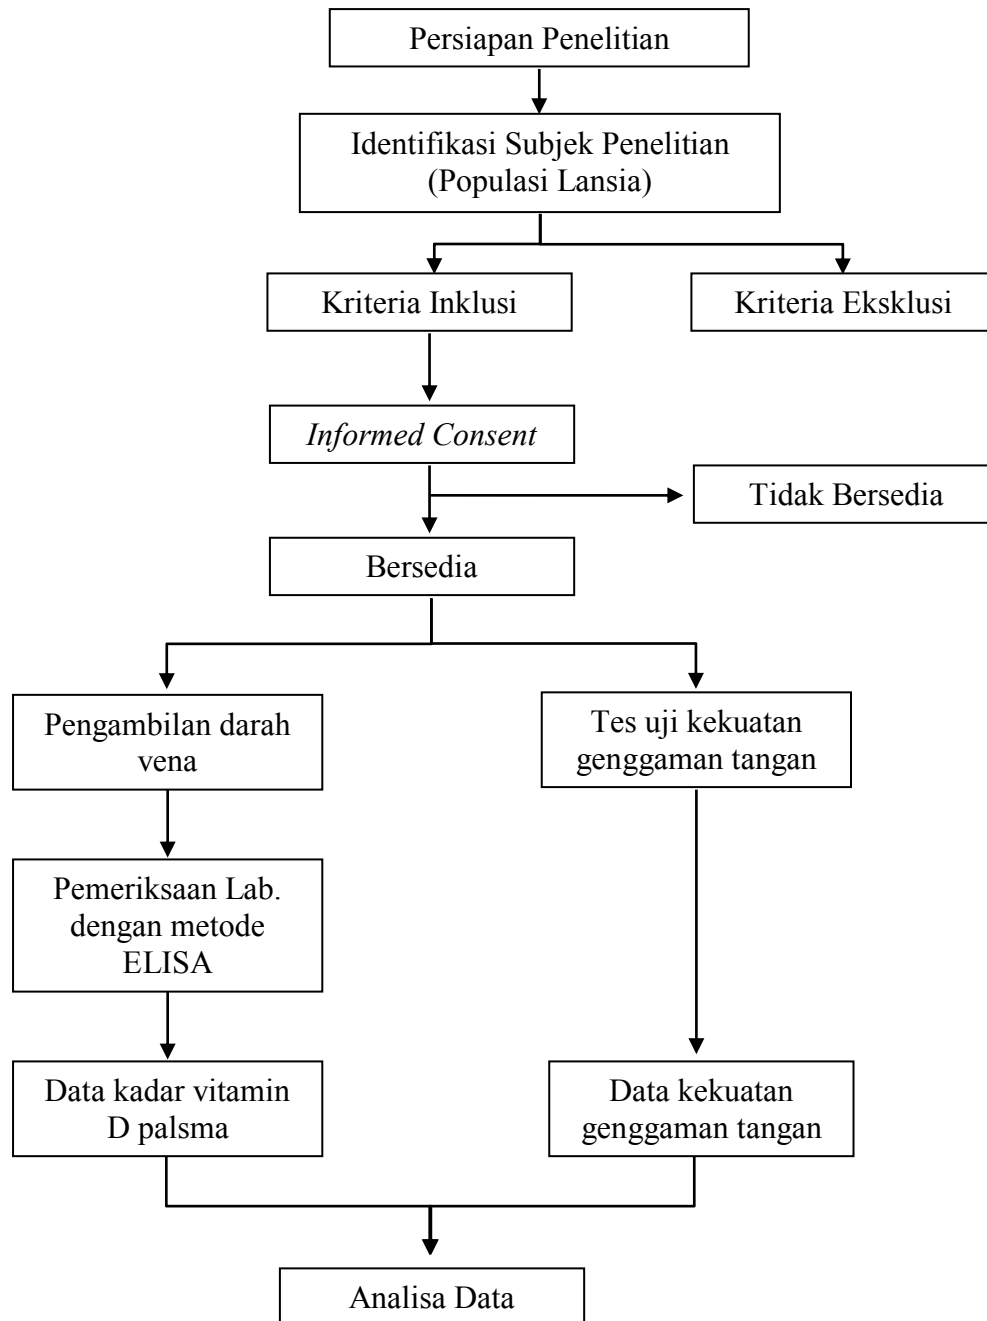 Persiapan Penelitian
Identifikasi Subjek Penelitian
(Populasi Lansia)
Kriteria Inklusi
Kriteria Eksklusi
Informed Consent
Tidak Bersedia
Bersedia
Pengambilan darah
vena
Tes uji kekuatan
genggaman tangan
Pemeriksaan Lab.
dengan metode
ELISA
Data kadar vitamin
D palsma
Data kekuatan
genggaman tangan
Analisa Data